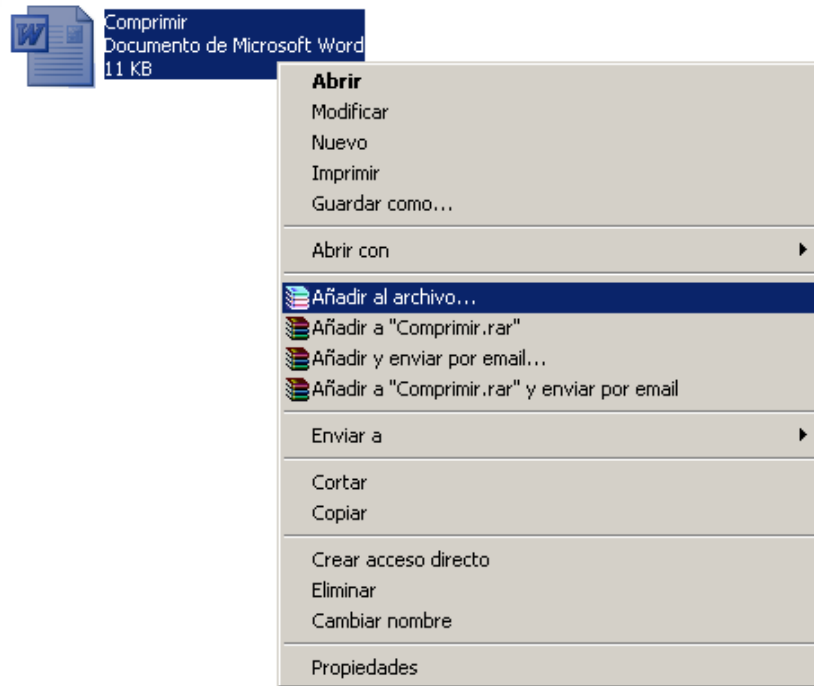 Comprimir
Documento de Microsoft Word
11 KB
Abrir
Modificar
Nuevo
Imprimir
Guardar como...
Abrir con
Añadir al archivo...
Añadir a "Comprimir.rar"
Añadir y enviar por email...
Añadir a "Comprimir.rar" y enviar por email
Enviar a
Cortar
Copiar
Crear acceso directo
Eliminar
Cambiar nombre
Propiedades